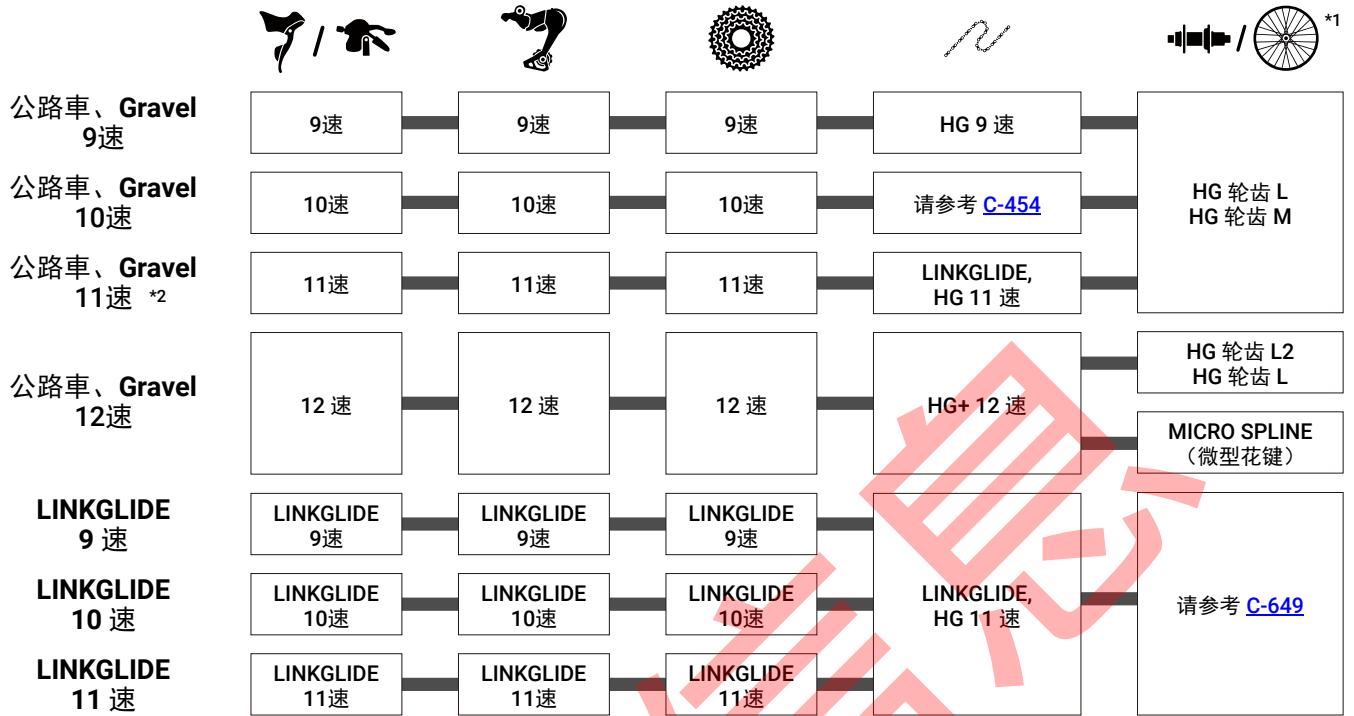 *1
公路車、Gravel
9速
9速
9速
9速
HG 9 速
HG 轮齿 L
HG 轮齿 M
公路車、Gravel
10速
10速
10速
10速
请参考 C-454
公路車、Gravel
11速 *2
11速
11速
11速
LINKGLIDE,
HG 11 速
公路車、Gravel
12速
12 速
12 速
12 速
HG+ 12 速
HG 轮齿 L2
HG 轮齿 L
MICRO SPLINE
（微型花键）
LINKGLIDE
9 速
LINKGLIDE
9速
LINKGLIDE
9速
LINKGLIDE
9速
LINKGLIDE,
HG 11 速
请参考 C-649
LINKGLIDE
10 速
LINKGLIDE
10速
LINKGLIDE
10速
LINKGLIDE
10速
LINKGLIDE
11 速
LINKGLIDE
11速
LINKGLIDE
11速
LINKGLIDE
11速
信息